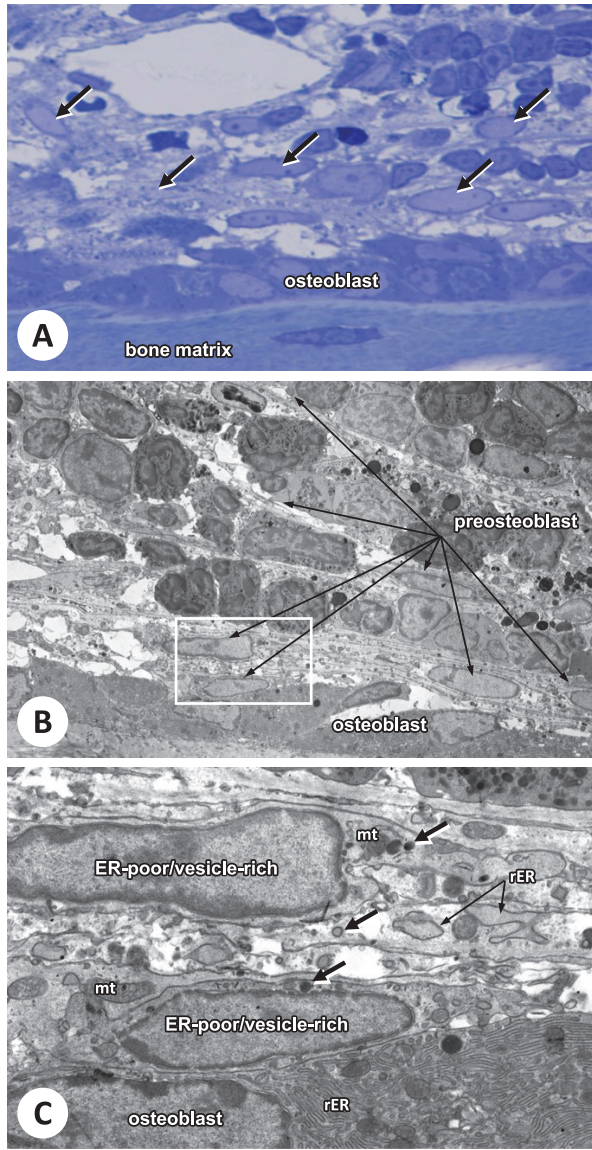 osteoblast
A
bone matrix
preosteoblast
B
osteoblast
mt
ER-poor/vesicle-rich
rER
mt
ER-poor/vesicle-rich
rER
C
osteoblast